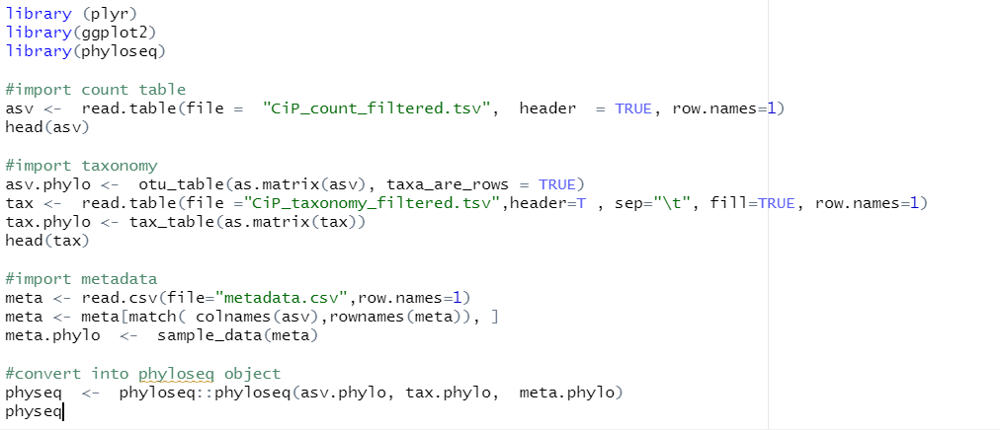 library (plyr)
library(ggplot2)
library(phyloseq)
#import count table
asv <-  read.table(file =  "CiP_count_filtered.tsv",  header  = TRUE, row.names=1)
head(asv)
#import taxonomy
asv.phylo <-  otu_table(as.matrix(asv), taxa_are_rows = TRUE)
tax <-  read.table(file ="CiP_taxonomy_filtered.tsv",header=T , sep="\t", fill=TRUE, row.names=1)
tax.phylo <- tax_table(as.matrix(tax))
head(tax)
#import metadata
meta <- read.csv(file="metadata.csv",row.names=1)
meta <- meta[match( colnames(asv),rownames(meta)), ]
meta.phylo  <-  sample_data(meta)
#convert into phyloseq object
physeq  <-  phyloseq::phyloseq(asv.phylo, tax.phylo,  meta.phylo)
physeq